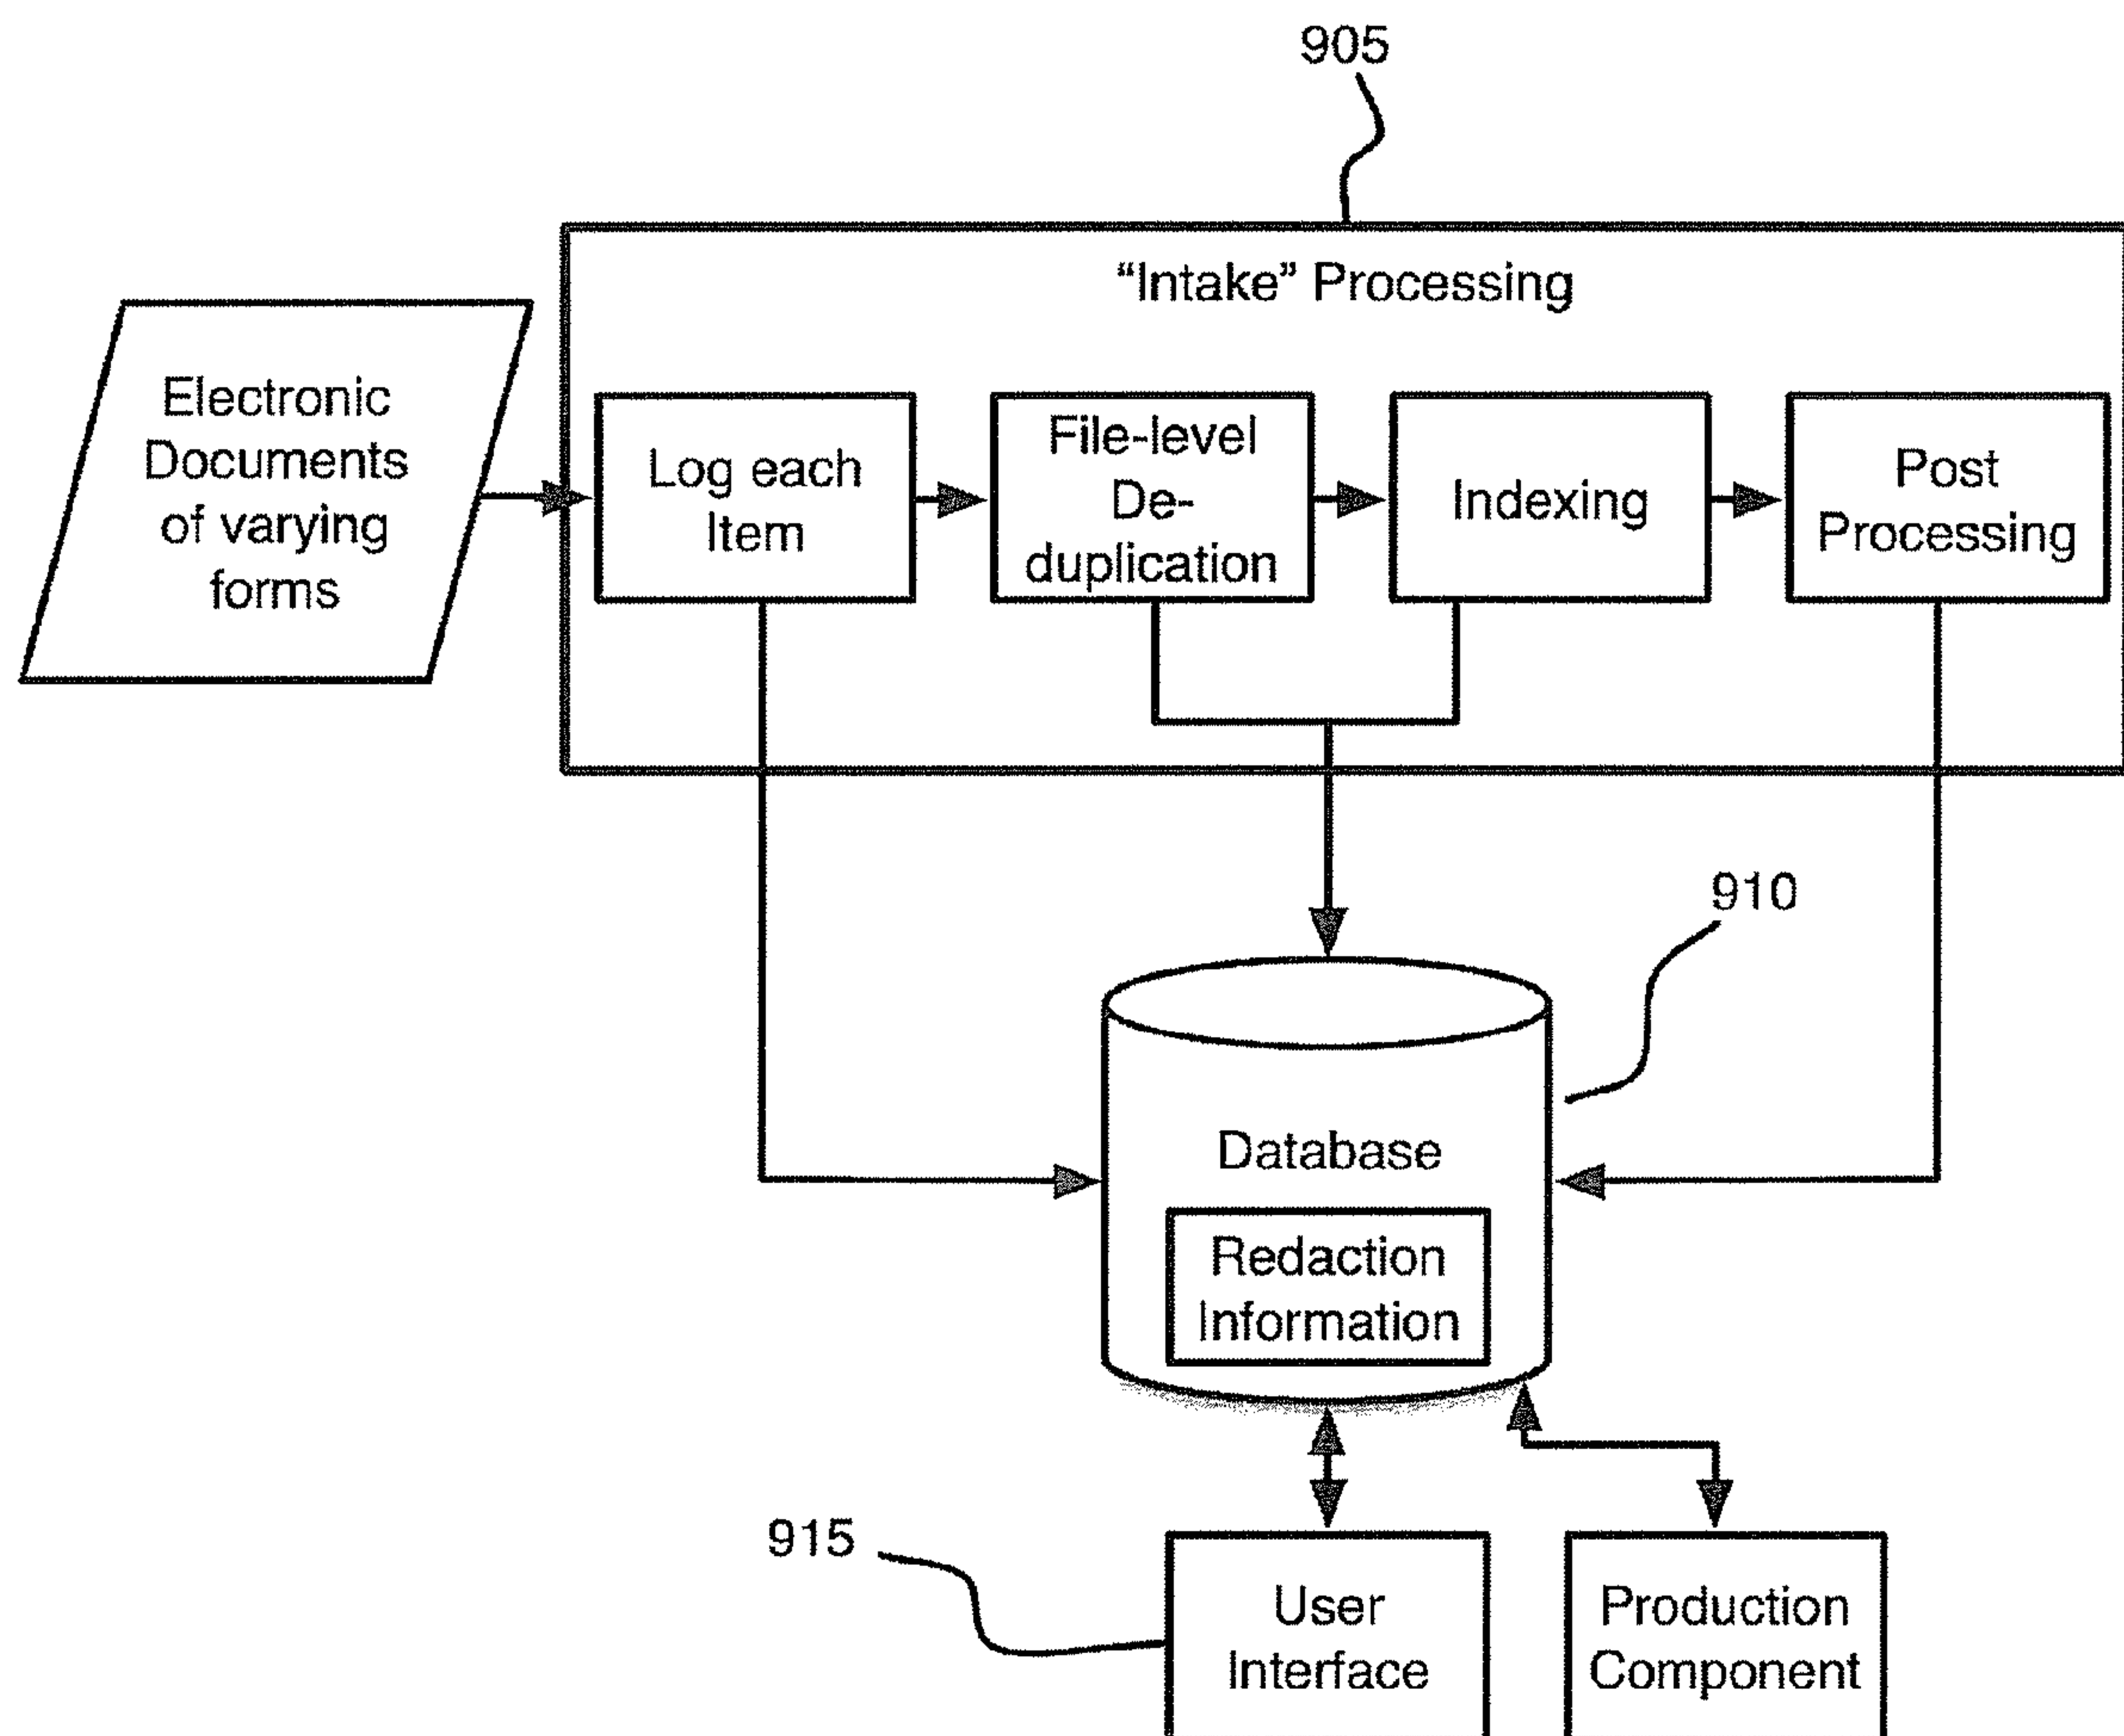 905
“Intake” Processing
Electronic
Documents
of varying
forms
Log each
Item
File-level
De-
duplication
Indexing
Post
Processing
910
Database
Redaction
Information
915
User
Interface
Production
Component